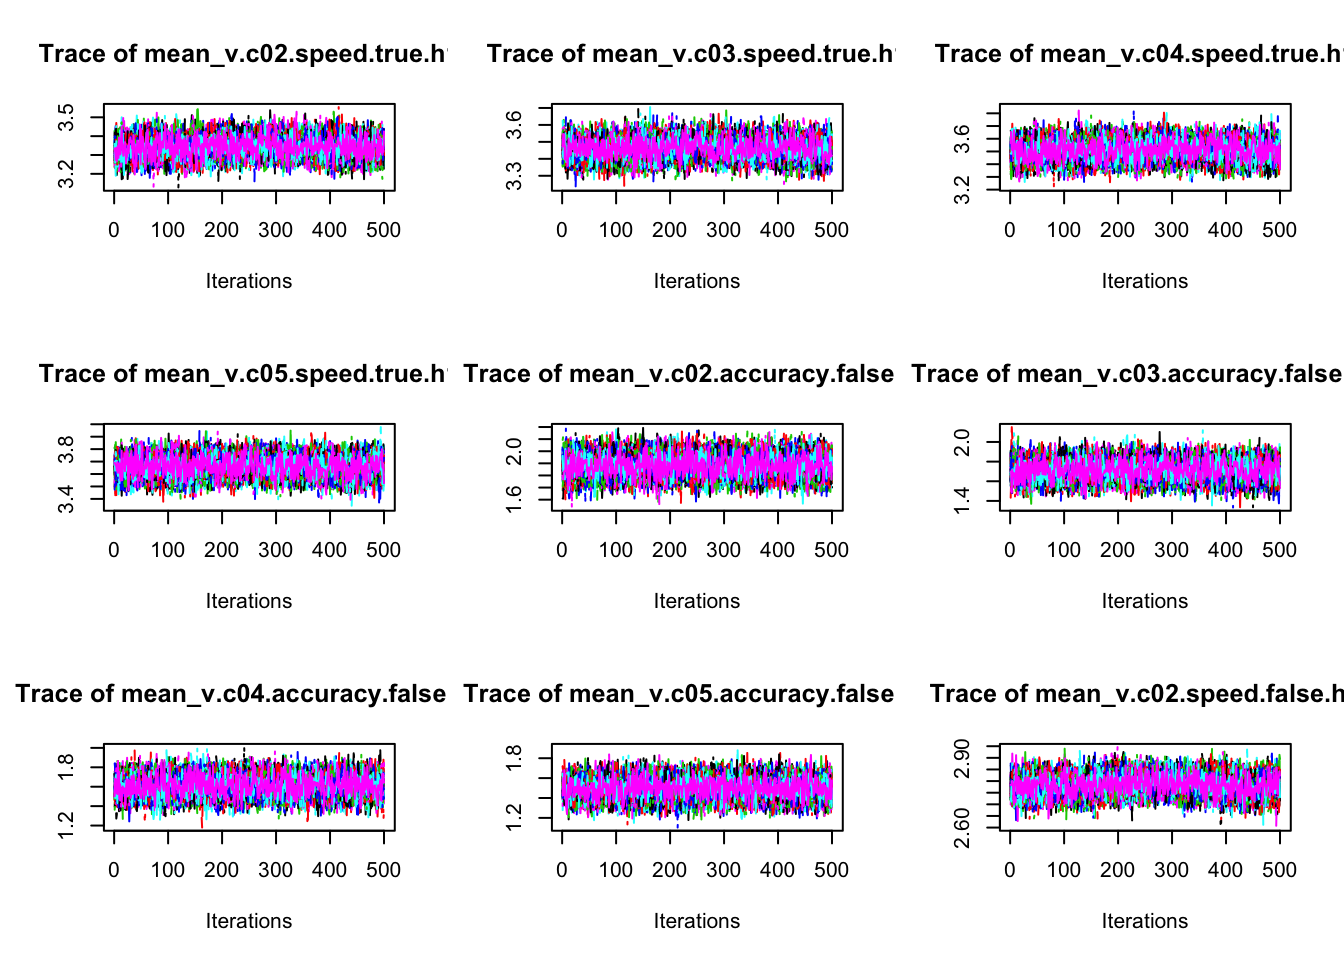 Trace of mean_v.c02.speed.true.h
3.5
3.2
0 100 200 300 400 500
Iterations
Trace of mean_v.c03.speed.true.h
3.6
3.3
0 100 200 300 400 500
Iterations
Trace of mean_v.c04.speed.true.h
3.6
3.2
0 100 200 300 400 500
Iterations
Trace of mean_v.c05.speed.true.h
3.8
3.4
0 100 200 300 400 500
Iterations
Trace of mean_v.c02.accuracy.false
2.0
1.6
0 100 200 300 400 500
Iterations
Trace of mean_v.c03.accuracy.false
2.0
1.4
0 100 200 300 400 500
Iterations
Trace of mean_v.c04.accuracy.false
1.8
1.2
0 100 200 300 400 500
Iterations
Trace of mean_v.c05.accuracy.false
1.8
1.2
0 100 200 300 400 500
Iterations
Trace of mean_v.c02.speed.false.h
2.90
2.60
0 100 200 300 400 500
Iterations